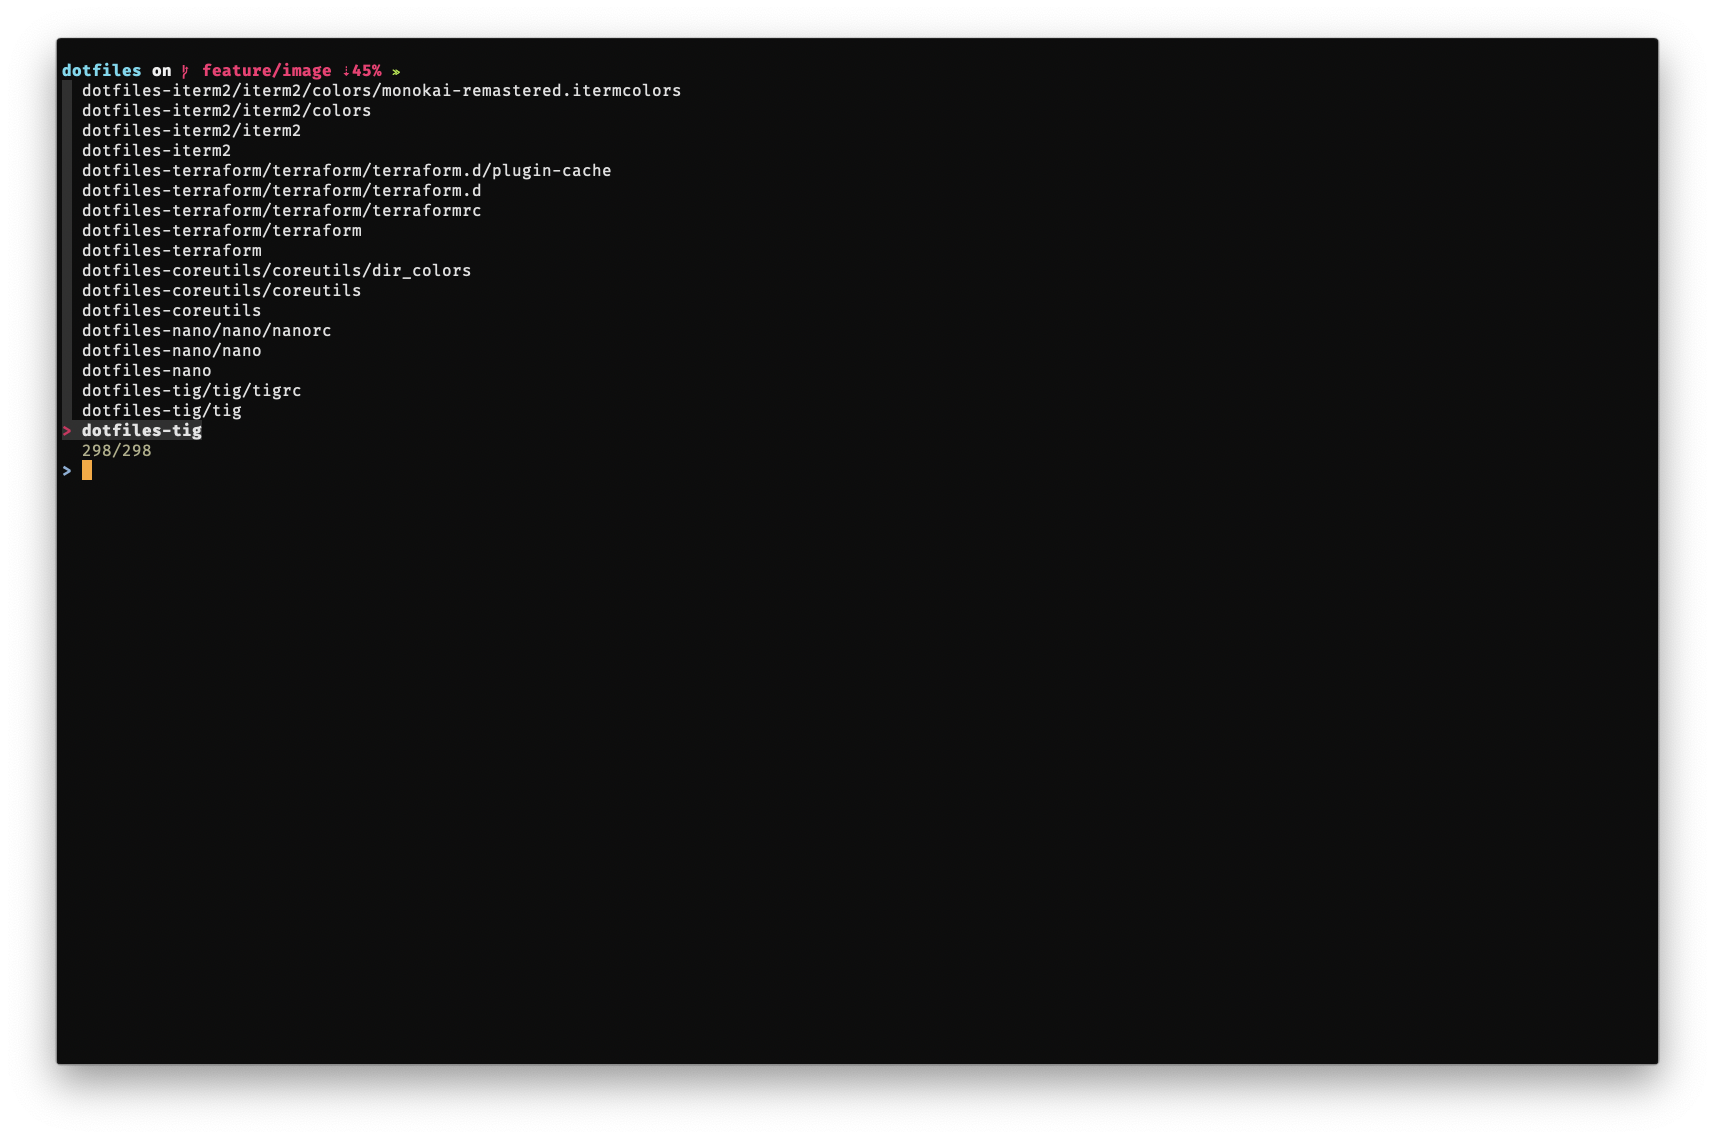 dotfiles on ᚴ feature/image ⇣45% »
dotfiles-iterm2/iterm2/colors/monokai-remastered.itermcolors
dotfiles-iterm2/iterm2/colors
dotfiles-iterm2/iterm2
dotfiles-iterm2
dotfiles-terraform/terraform/terraform.d/plugin-cache
dotfiles-terraform/terraform/terraform.d
dotfiles-terraform/terraform/terraformrc
dotfiles-terraform/terraform
dotfiles-terraform
dotfiles-coreutils/coreutils/dir_colors
dotfiles-coreutils/coreutils
dotfiles-coreutils
dotfiles-nano/nano/nanorc
dotfiles-nano/nano
dotfiles-nano
dotfiles-tig/tig/tigrc
dotfiles-tig/tig
> dotfiles-tig
298/298
>